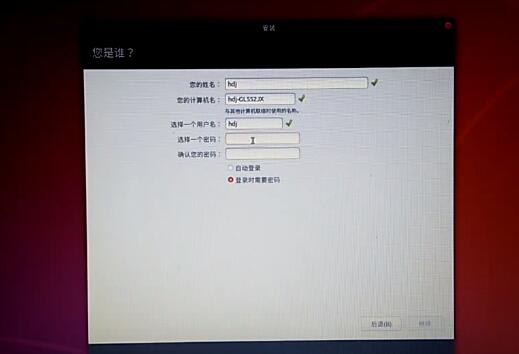 安装
您是谁？
您的姓名： hdj
您的计算机名： hdj-GL552JX
与其他计算机联络时使用的名称。
选择一个用户名： hdj
选择一个密码：
确认您的密码：
自动登录
登录时需要密码
后退(B)
继续